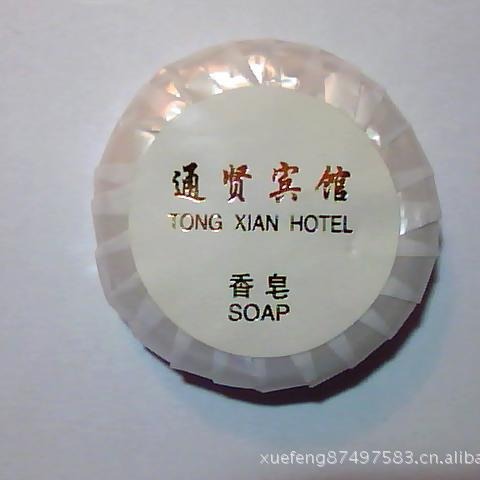 通贤宾馆
TONG XIAN HOTEL
香皂
SOAP
xuefeng87497583.cn.aliba